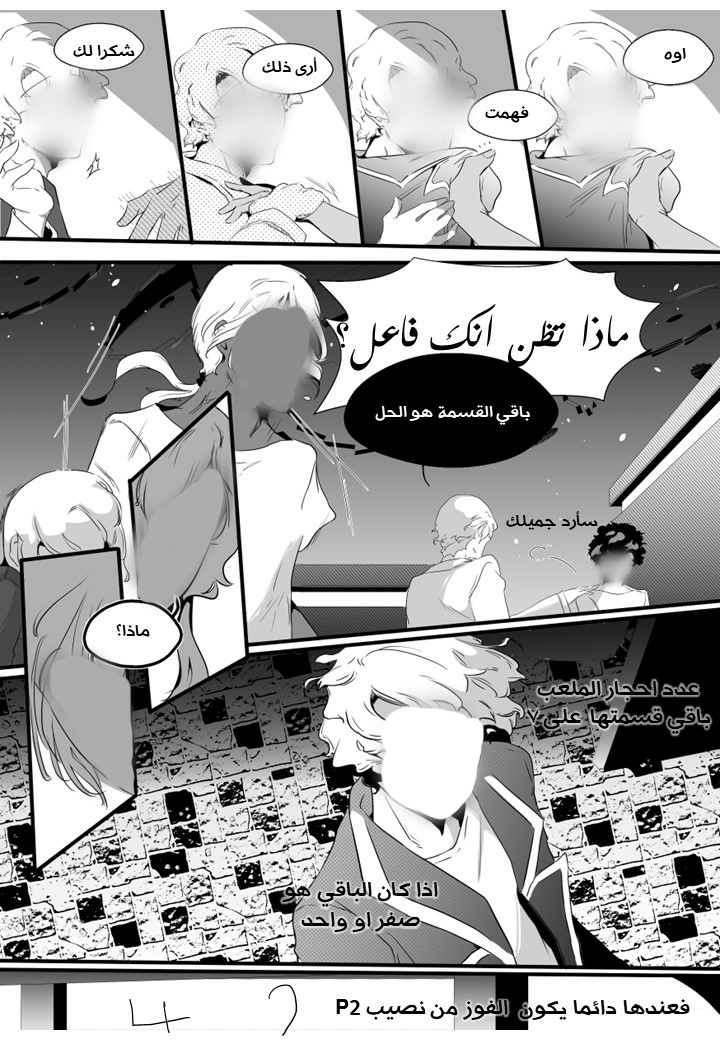 اوه
فهمت
أرى ذلك
شكرا لك
ماذا تظن انك فاعل؟
باقي القسمة هو الحل
سأرد جميلك
ماذا؟
عدد احجار الملعب
باقي قسمتها على ٧
اذا كان الباقي هو
صفر او واحد
فعندها دائما يكون الفوز من نصيب P2